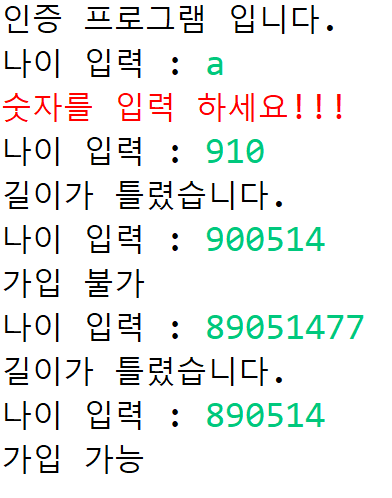 인증 프로그램 입니다.
나이 입력 : a
숫자를 입력 하세요!!!
나이 입력 : 910
길이가 틀렸습니다.
나이 입력 : 900514
가입 불가
나이 입력 : 89051477
길이가 틀렸습니다.
나이 입력 : 890514
가입 가능